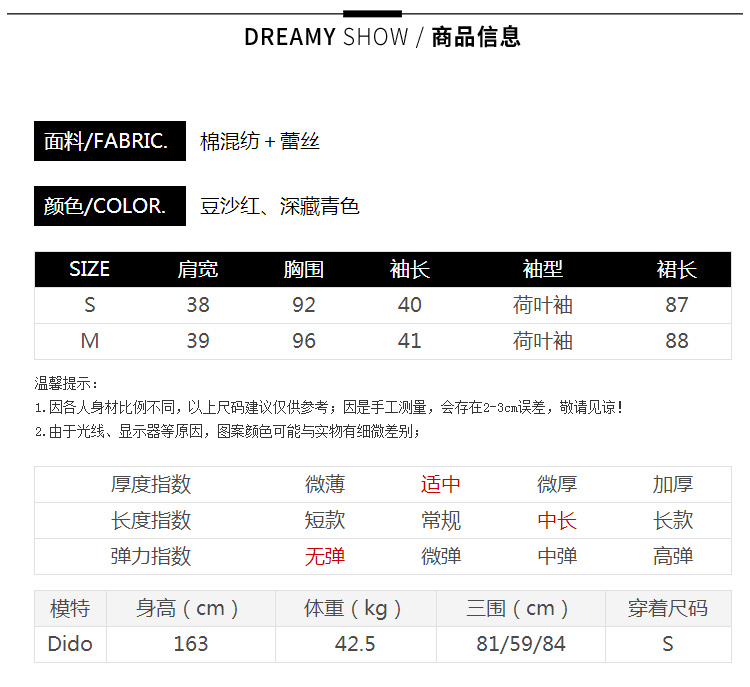 DREAMY SHOW / 商品信息
面料/FABRIC. 棉混纺+蕾丝
颜色/COLOR. 豆沙红、深藏青色
SIZE 肩宽 胸围 袖长 袖型 裙长
S 38 92 40 荷叶袖 87
M 39 96 41 荷叶袖 88
温馨提示:
1.因各人身材比例不同,以上尺码建议仅供参考;因是手工测量,会存在2-3cm误差,敬请见谅!
2.由于光线、显示器等原因,图案颜色可能与实物有细微差别;
厚度指数 微薄 适中 微厚 加厚
长度指数 短款 常规 中长 长款
弹力指数 无弹 微弹 中弹 高弹
模特 身高(cm) 体重(kg) 三围(cm) 穿着尺码
Dido 163 42.5 81/59/84 S